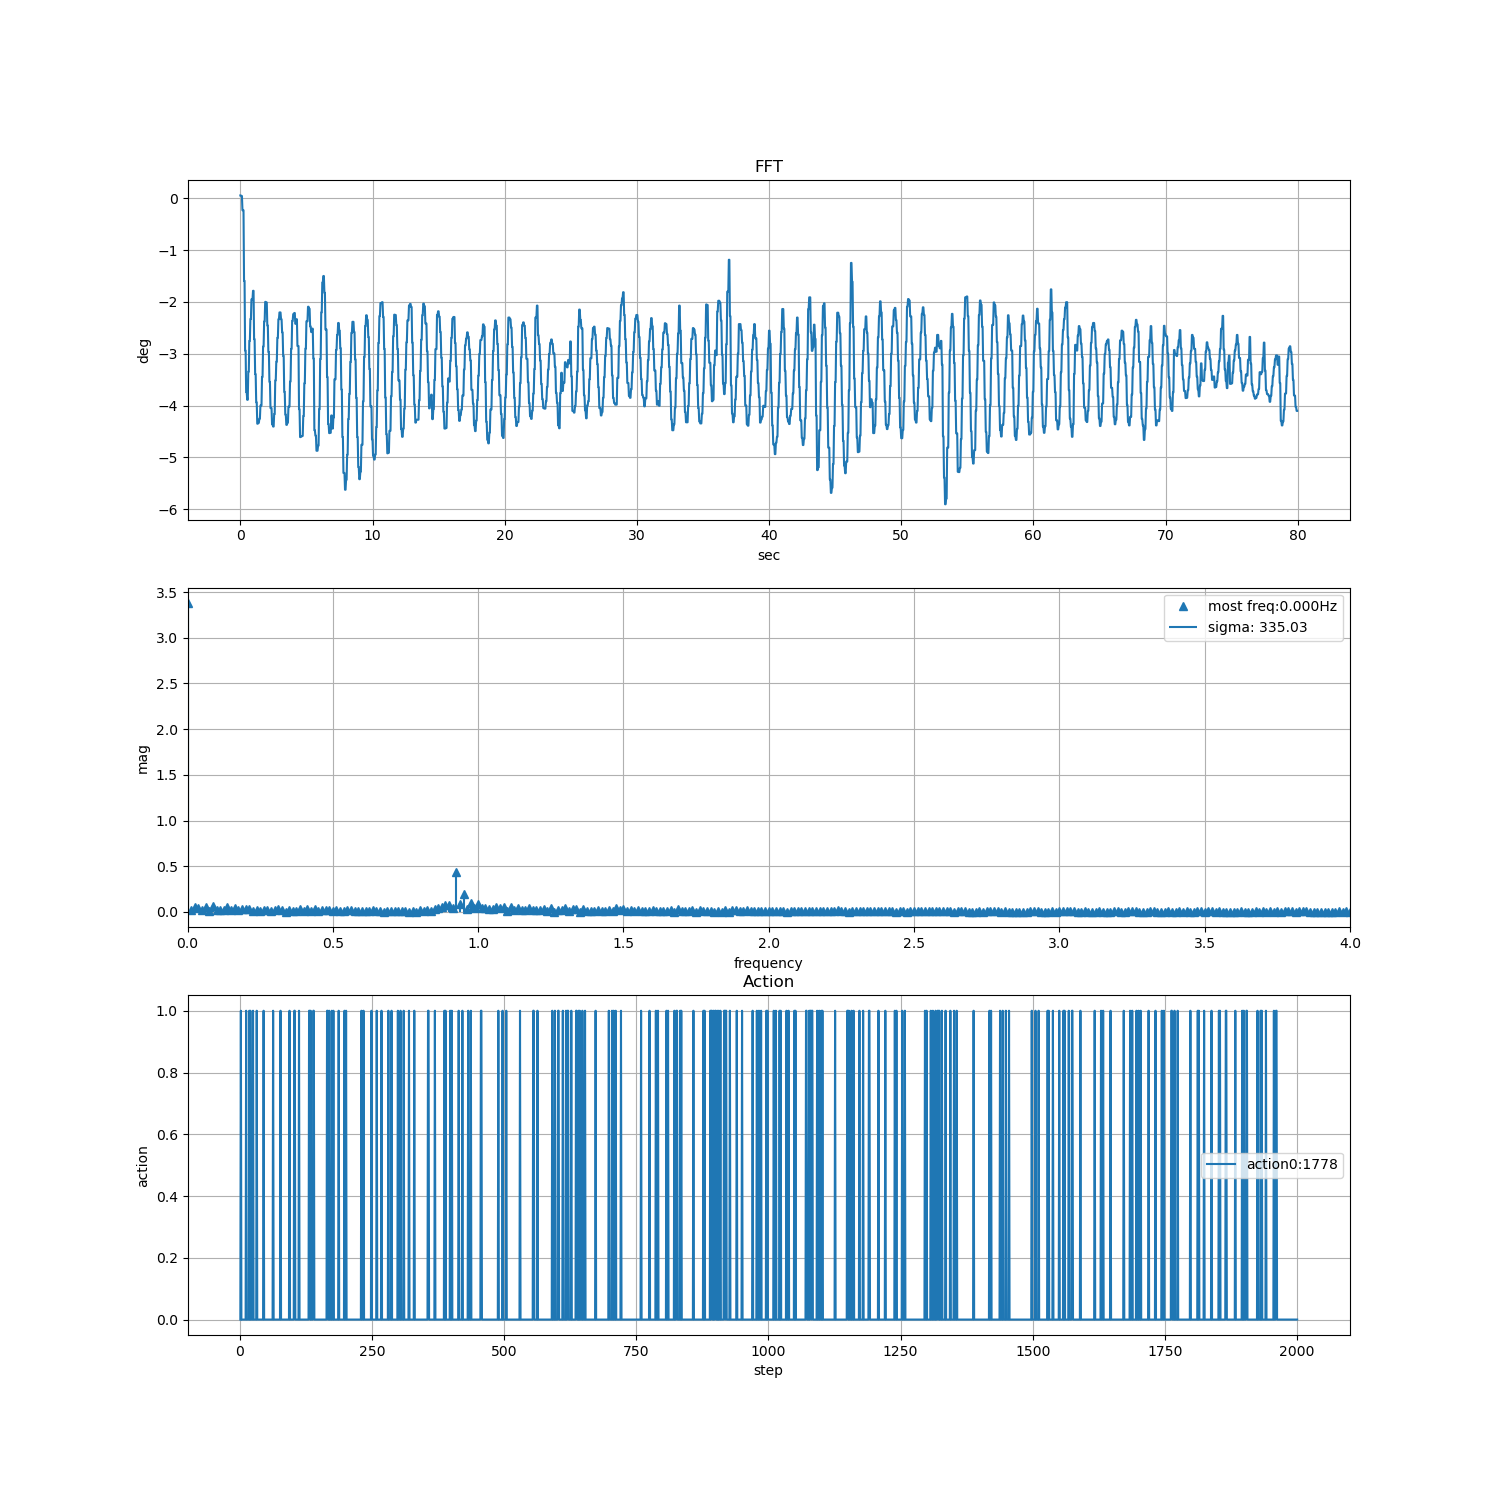 FFT
0
−1
−2
−3
−4
−5
−6
deg
0 10 20 30 40 50 60 70 80
sec
3.5
3.0
2.5
2.0
1.5
1.0
0.5
0.0
mag
most freq:0.000Hz
sigma: 335.03
0.0 0.5 1.0 1.5 2.0 2.5 3.0 3.5 4.0
frequency
Action
1.0
0.8
0.6
0.4
0.2
0.0
action
action0:1778
0 250 500 750 1000 1250 1500 1750 2000
step